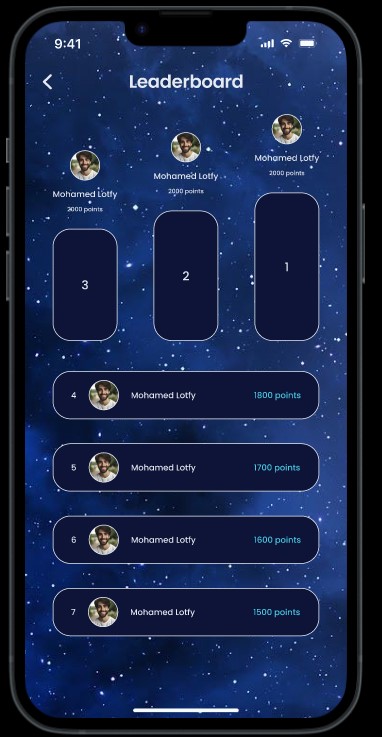 9:41
Leaderboard
Mohamed Lotfy
2000 points
3
Mohamed Lotfy
2000 points
2
Mohamed Lotfy
2000 points
1
4 Mohamed Lotfy 1800 points
5 Mohamed Lotfy 1700 points
6 Mohamed Lotfy 1600 points
7 Mohamed Lotfy 1500 points